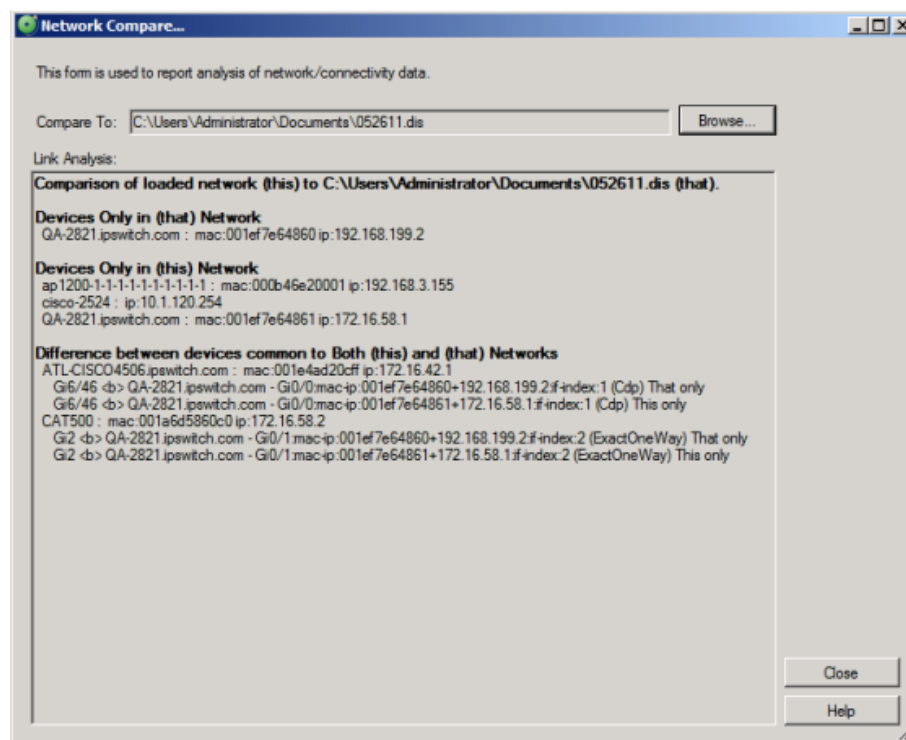 Network Compare...
This form is used to report analysis of network/connectivity data.
Compare To: C:\Users\Administrator\Documents\052611.dis Browse...
Link Analysis:
Comparison of loaded network (this) to C:\Users\Administrator\Documents\052611.dis (that).
Devices Only in (that) Network
QA-2821.ipswitch.com : mac:001ef7e64860 ip:192.168.199.2
Devices Only in (this) Network
ap1200-1-1-1-1-1-1-1-1-1-1 : mac:000b46e20001 ip:192.168.3.155
cisco-2524 : ip:10.1.120.254
QA-2821.ipswitch.com : mac:001ef7e64861 ip:172.16.58.1
Difference between devices common to Both (this) and (that) Networks
ATL-CISCO4506.ipswitch.com : mac:001e4ad20cff ip:172.16.42.1
Gi6/46 <b> QA-2821.ipswitch.com - Gi0/0:mac-ip:001ef7e64860+192.168.199.2:if-index:1 (Cdp) That only
Gi6/46 <b> QA-2821.ipswitch.com - Gi0/0:mac-ip:001ef7e64861+172.16.58.1:if-index:1 (Cdp) This only
CAT500 : mac:001a6d5860c0 ip:172.16.58.2
Gi2 <b> QA-2821.ipswitch.com - Gi0/1:mac-ip:001ef7e64860+192.168.199.2:if-index:2 (ExactOneWay) That only
Gi2 <b> QA-2821.ipswitch.com - Gi0/1:mac-ip:001ef7e64861+172.16.58.1:if-index:2 (ExactOneWay) This only
Close
Help